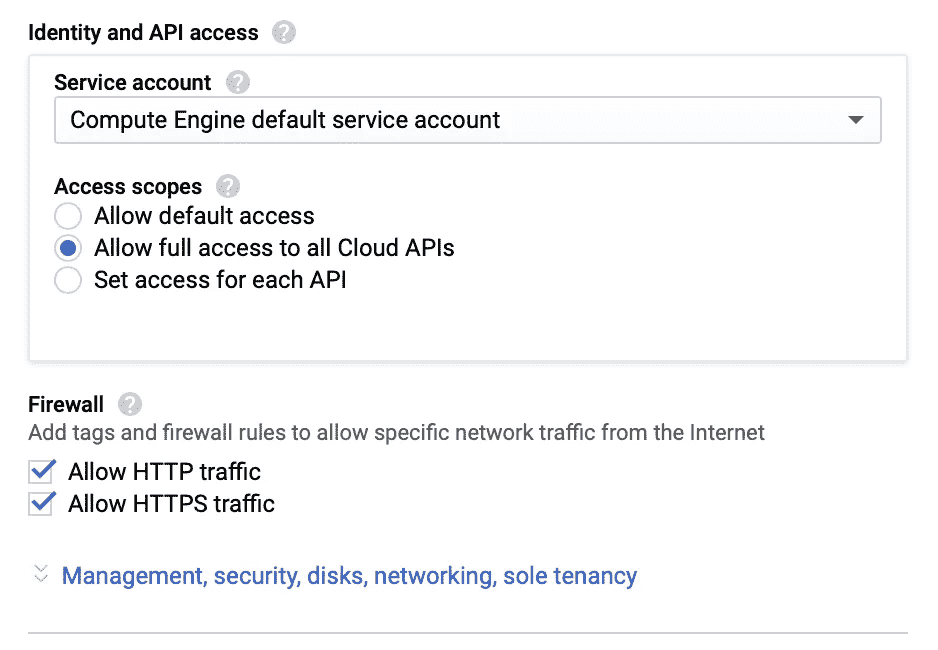 Identity and API access ?
Service account ?
Compute Engine default service account
Access scopes ?
Allow default access
Allow full access to all Cloud APIs
Set access for each API
Firewall ?
Add tags and firewall rules to allow specific network traffic from the Internet
Allow HTTP traffic
Allow HTTPS traffic
Management, security, disks, networking, sole tenancy